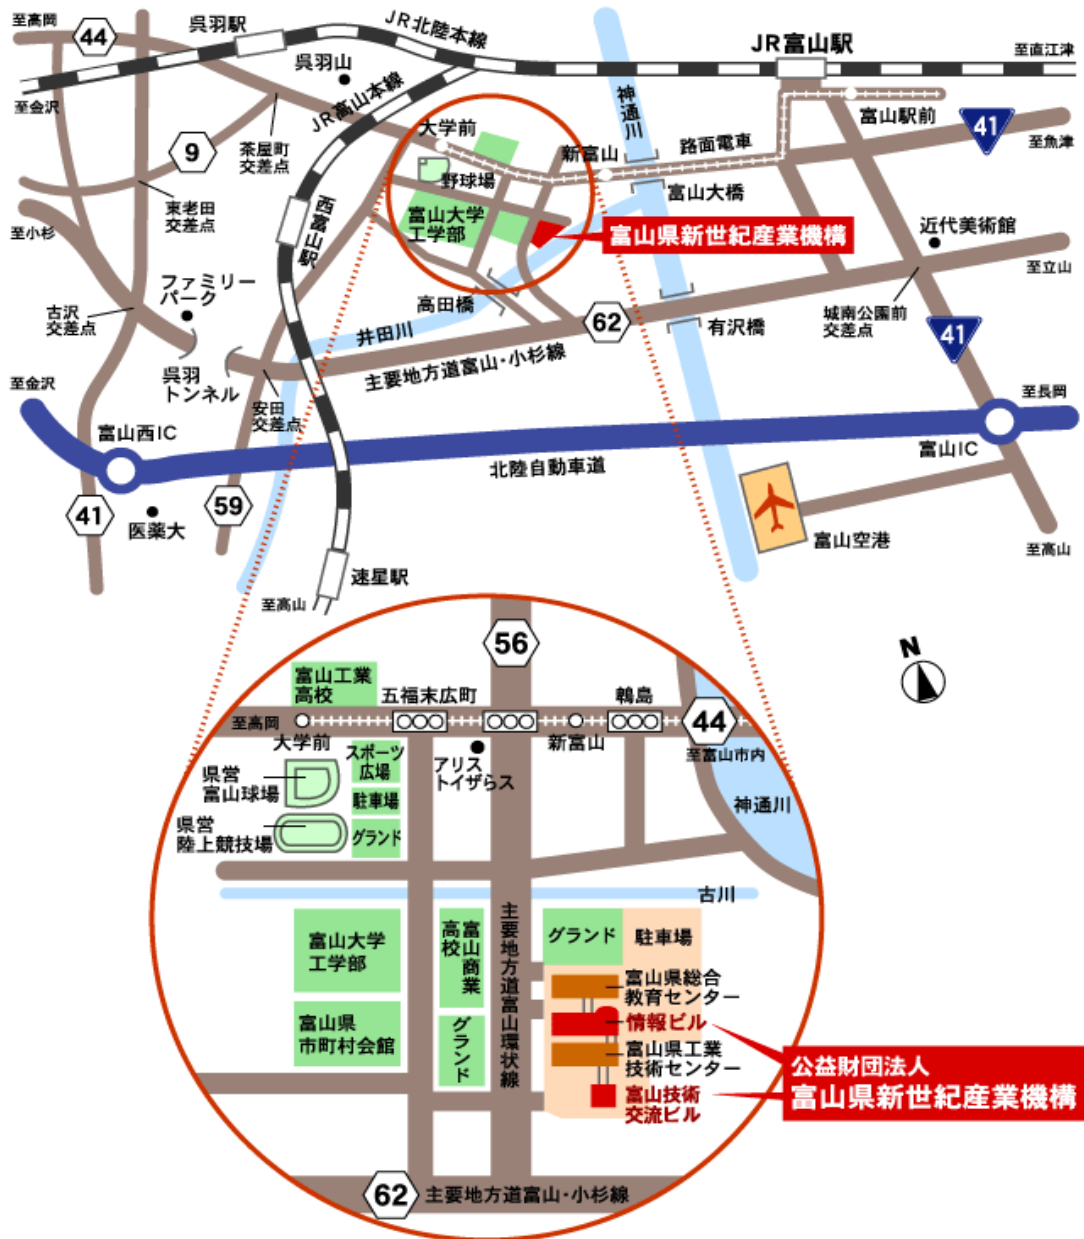 至高岡
44
呉羽駅
JR北陸本線
JR富山駅
至直江津
呉羽山
至金沢
JR高山本線
神通川
大学前
富山駅前
41
至魚津
9
茶屋町
交差点
新富山
路面電車
野球場
富山大橋
東老田
交差点
西富山駅
富山大学
工学部
富山県新世紀産業機構
近代美術館
至小杉
至立山
ファミリー
パーク
高田橋
古沢
交差点
井田川
62
有沢橋
城南公園前
交差点
41
呉羽
トンネル
主要地方道富山・小杉線
至金沢
安田
交差点
至長岡
富山西IC
富山IC
北陸自動車道
41
59
医薬大
富山空港
至高山
速星駅
至高山
N
56
富山工業
高校
五福末広町
鵯島
至高岡
44
大学前
新富山
至富山市内
スポーツ
広場
アリス
トイザらス
県営
富山球場
駐車場
神通川
県営
陸上競技場
グランド
古川
主要地方道富山環状線
富山商業
高校
グランド
駐車場
富山大学
工学部
富山県総合
教育センター
情報ビル
富山県
市町村会館
グランド
富山県工業
技術センター
公益財団法人
富山県新世紀産業機構
富山技術
交流ビル
62
主要地方道富山・小杉線